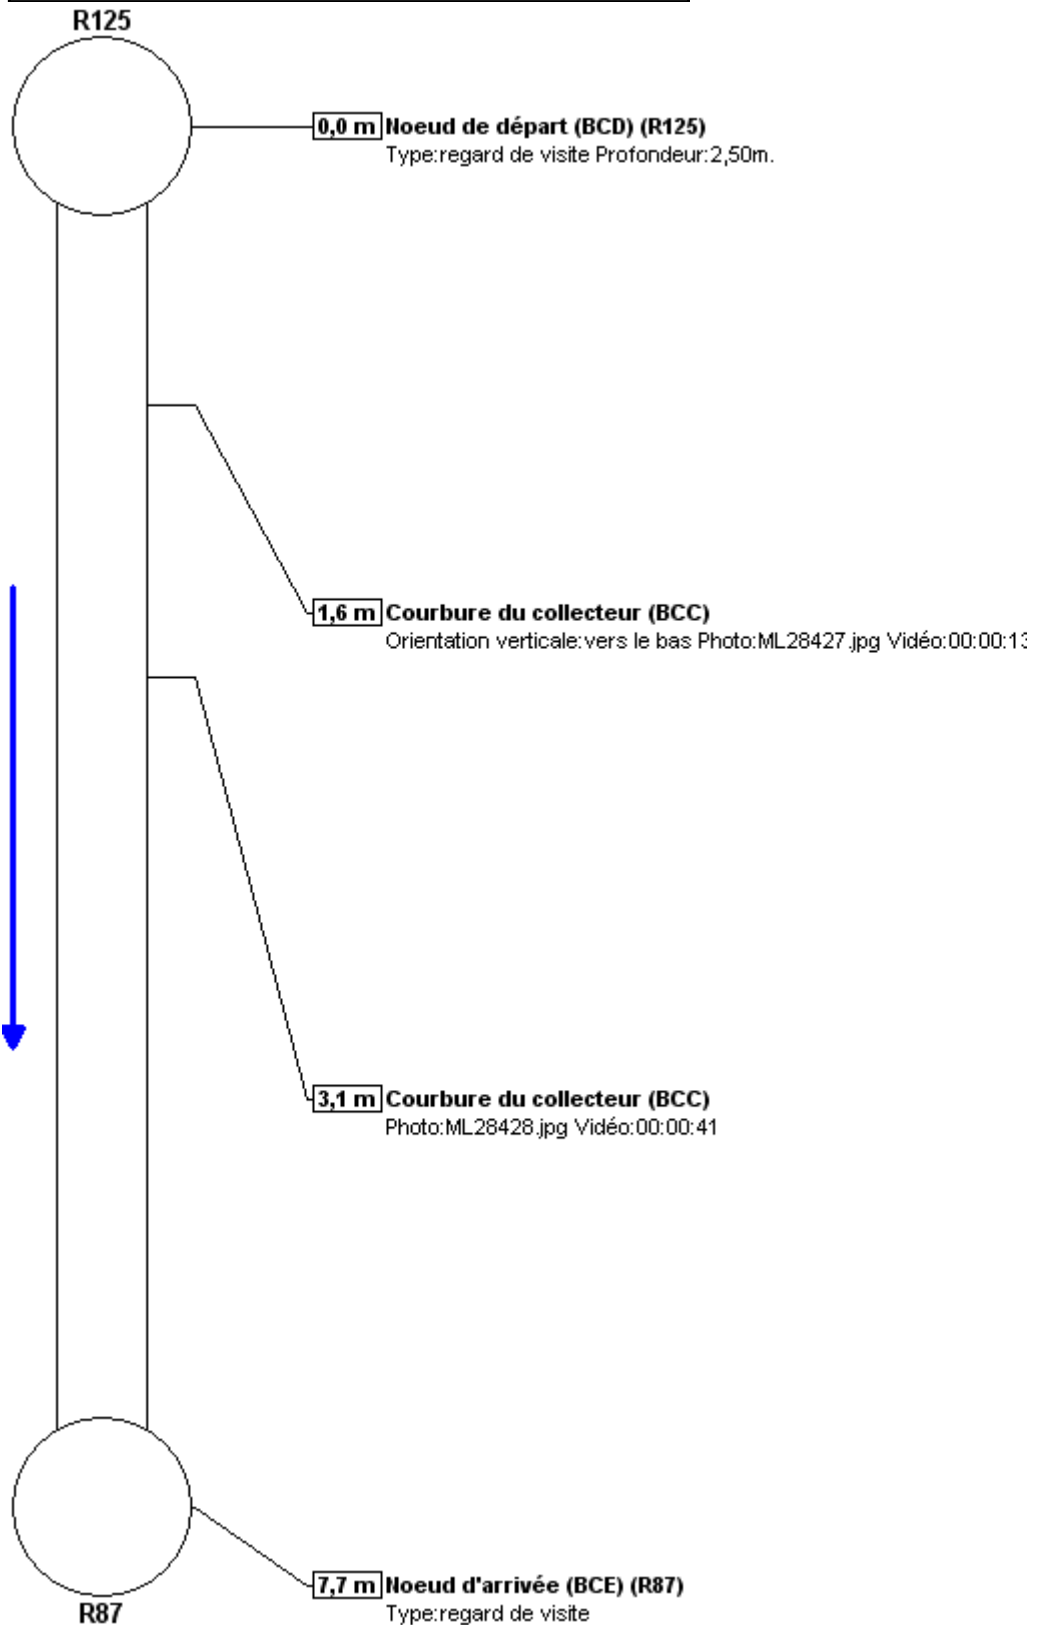 R125
0,0 m Noeud de départ (BCD) (R125)
Type:regard de visite Profondeur:2,50m.
1,6 m Courbure du collecteur (BCC)
Orientation verticale:vers le bas Photo:ML28427.jpg Vidéo:00:00:13
3,1 m Courbure du collecteur (BCC)
Photo:ML28428.jpg Vidéo:00:00:41
7,7 m Noeud d'arrivée (BCE) (R87)
R87
Type:regard de visite